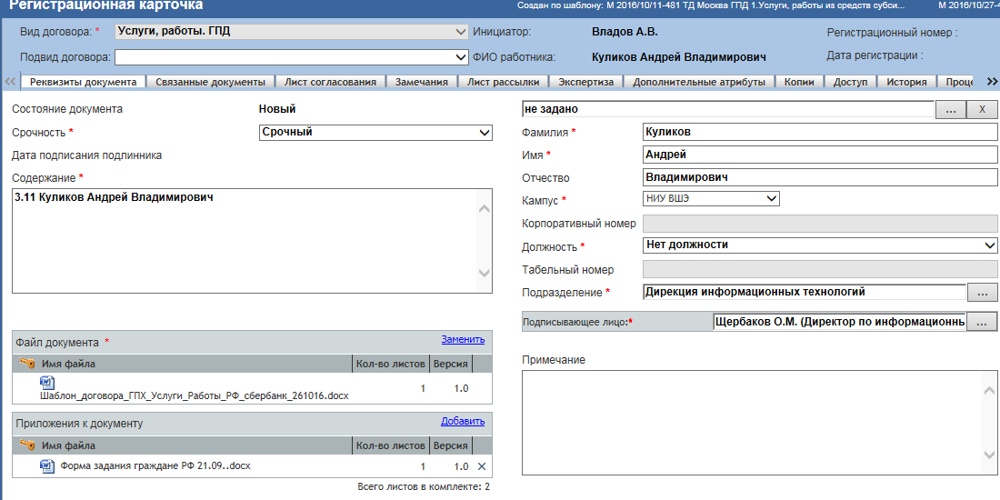 Регистрационная карточка
Создан по шаблону: М 2016/10/11-481 ТД Москва ГПД 1.Услуги, работы из средств субси...
М 2016/10/27-4
Вид договора: * Услуги, работы. ГПД
Инициатор: Владов А.В.
Регистрационный номер :
Подвид договора:
ФИО работника: Куликов Андрей Владимирович
Дата регистрации :
Реквизиты документа Связанные документы Лист согласования Замечания Лист рассылки Экспертиза Дополнительные атрибуты Копии Доступ История Проце
Состояние документа Новый
Срочность * Срочный
Дата подписания подлинника
Содержание *
3.11 Куликов Андрей Владимирович
не задано ... X
Фамилия * Куликов
Имя * Андрей
Отчество Владимирович
Кампус * НИУ ВШЭ
Корпоративный номер
Должность * Нет должности
Табельный номер
Подразделение * Дирекция информационных технологий ...
Подписывающее лицо:* Щербаков О.М. (Директор по информационнь ...
Примечание
Файл документа * Заменить
Имя файла Кол-во листов Версия
Шаблон_договора_ГПХ_Услуги_Работы_РФ_сбербанк_261016.docx 1 1.0
Приложения к документу Добавить
Имя файла Кол-во листов Версия
Форма задания граждане РФ 21.09..docx 1 1.0
Всего листов в комплекте: 2